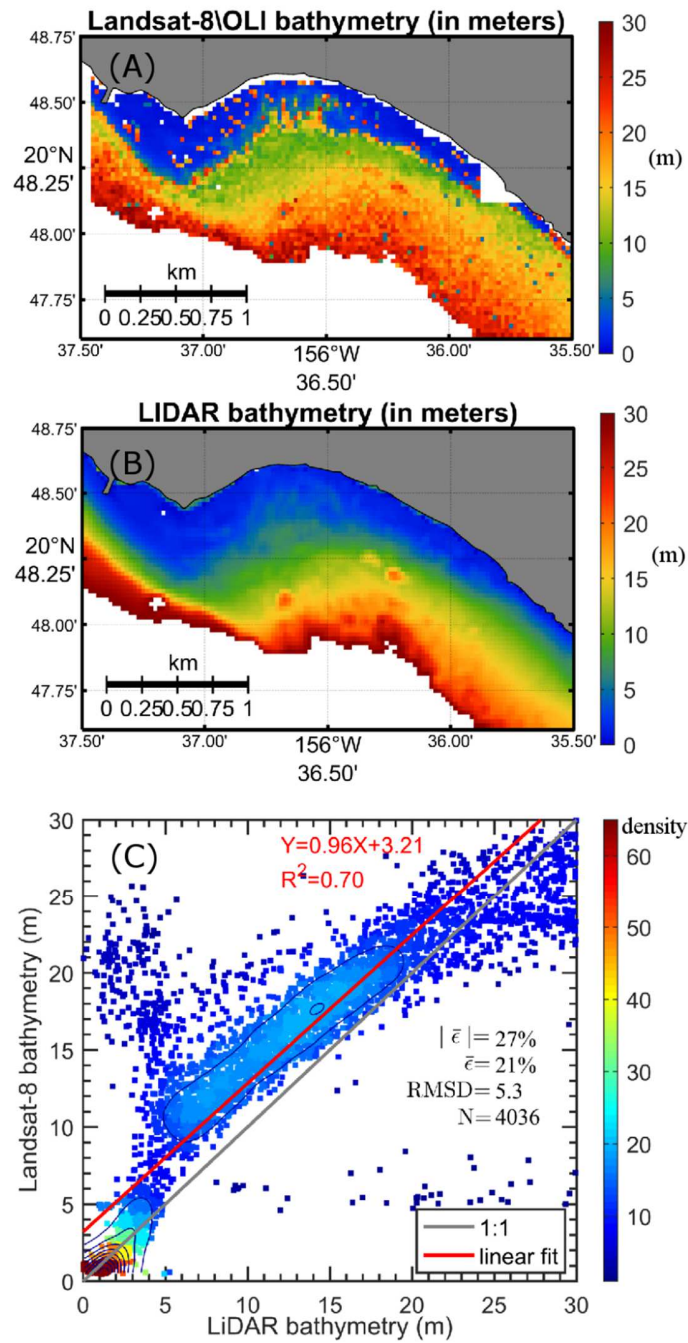 Landsat-8\OLI bathymetry (in meters)
(A)
48.75'
48.50'
20°N
48.25'
48.00'
47.75'
km
0 0.25 0.50 0.75 1
37.50' 37.00' 156°W 36.00' 35.50'
36.50'
30
25
20
(m)
15
10
5
0
LIDAR bathymetry (in meters)
(B)
48.75'
48.50'
20°N
48.25'
48.00'
47.75'
km
0 0.25 0.50 0.75 1
37.50' 37.00' 156°W 36.00' 35.50'
36.50'
30
25
20
(m)
15
10
5
0
(C)
Y=0.96X+3.21
R²=0.70
| ε̄ |= 27%
ε̄= 21%
RMSD= 5.3
N= 4036
1:1
linear fit
30
25
20
15
10
5
0
Landsat-8 bathymetry (m)
0 5 10 15 20 25 30
LiDAR bathymetry (m)
density
60
50
40
30
20
10